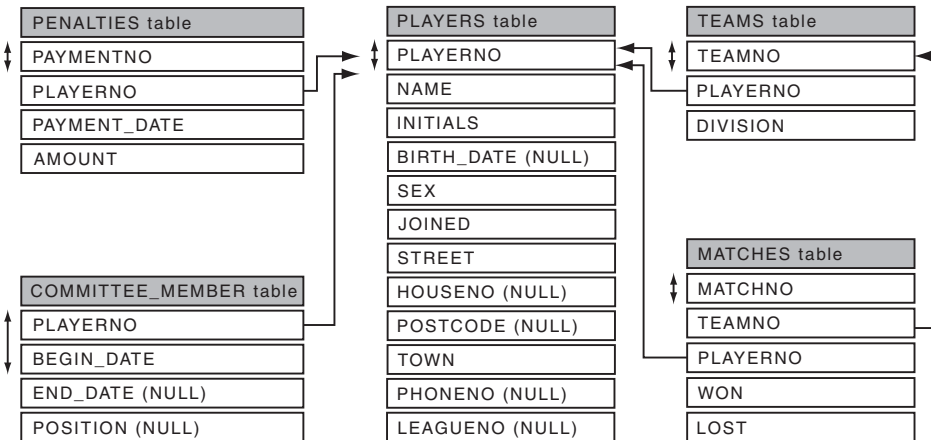 PENALTIES table
PAYMENTNO
PLAYERNO
PAYMENT_DATE
AMOUNT
COMMITTEE_MEMBER table
PLAYERNO
BEGIN_DATE
END_DATE (NULL)
POSITION (NULL)
PLAYERS table
PLAYERNO
NAME
INITIALS
BIRTH_DATE (NULL)
SEX
JOINED
STREET
HOUSENO (NULL)
POSTCODE (NULL)
TOWN
PHONENO (NULL)
LEAGUENO (NULL)
TEAMS table
TEAMNO
PLAYERNO
DIVISION
MATCHES table
MATCHNO
TEAMNO
PLAYERNO
WON
LOST